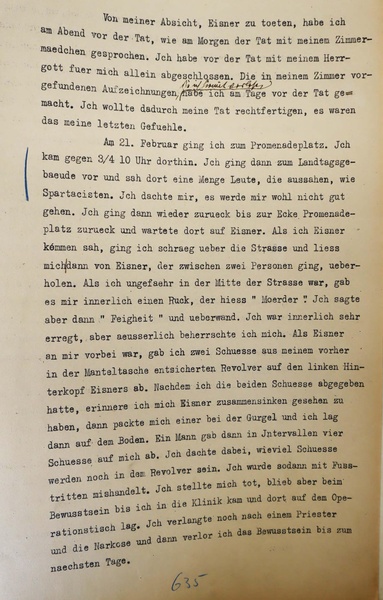 Von meiner Absicht, Eisner zu toeten, habe ich
am Abend vor der Tat, wie am Morgen der Tat mit meinem Zimmer-
maedchen gesprochen. Jch habe vor der Tat mit meinem Herr-
gott fuer mich allein abgeschlossen. Die in meinem Zimmer vor-
gefundenen Aufzeichnungen, habe ich am Tage vor der Tat ge=
macht. Jch wollte dadurch meine Tat rechtfertigen, es waren
das meine letzten Gefuehle.
Am 21. Februar ging ich zum Promenadeplatz. Jch
kam gegen 3/4 10 Uhr dorthin. Jch ging dann zum Landtagsge-
baeude vor und sah dort eine Menge Leute, die aussahen, wie
Spartacisten. Jch dachte mir, es werde mir wohl nicht gut
gehen. Jch ging dann wieder zurueck bis zur Ecke Promenade-
platz zurueck und wartete dort auf Eisner. Als ich Eisner
kommen sah, ging ich schraeg ueber die Strasse und liess
mich dann von Eisner, der zwischen zwei Personen ging, ueber-
holen. Als ich ungefaehr in der Mitte der Strasse war, gab
es mir innerlich einen Ruck, der hiess " Moerder ". Jch sagte
aber dann " Feigheit " und ueberwand. Jch war innerlich sehr
erregt, aber aeusserlich beherrschte ich mich. Als Eisner
an mir vorbei war, gab ich zwei Schuesse aus meinem vorher
in der Manteltasche entsicherten Revolver auf den linken Hin-
terkopf Eisners ab. Nachdem ich die beiden Schuesse abgegeben
hatte, erinnere ich mich Eisner zusammensinken gesehen zu
haben, dann packte mich einer bei der Gurgel und ich lag
dann auf dem Boden. Ein Mann gab dann in Jntervallen vier
Schuesse auf mich ab. Jch dachte dabei, wieviel Schuesse
werden noch in dem Revolver sein. Jch wurde sodann mit Fuss-
tritten mishandelt. Jch stellte mich tot, blieb aber beim
Bewusstsein bis ich in die Klinik kam und dort auf dem Ope-
rationstisch lag. Jch verlangte noch nach einem Priester
und die Narkose und dann verlor ich das Bewusstsein bis zum
naechsten Tage.
635